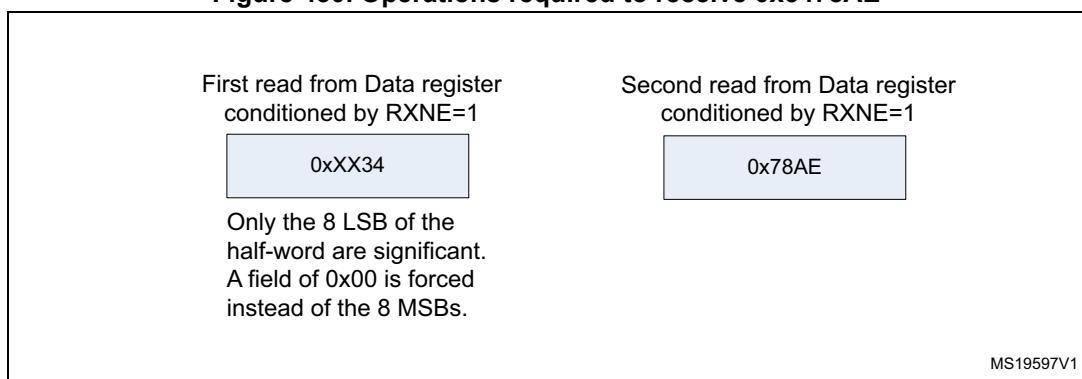 First read from Data register
conditioned by RXNE=1
0xXX34
Only the 8 LSB of the
half-word are significant.
A field of 0x00 is forced
instead of the 8 MSBs.
Second read from Data register
conditioned by RXNE=1
0x78AE
MS19597V1